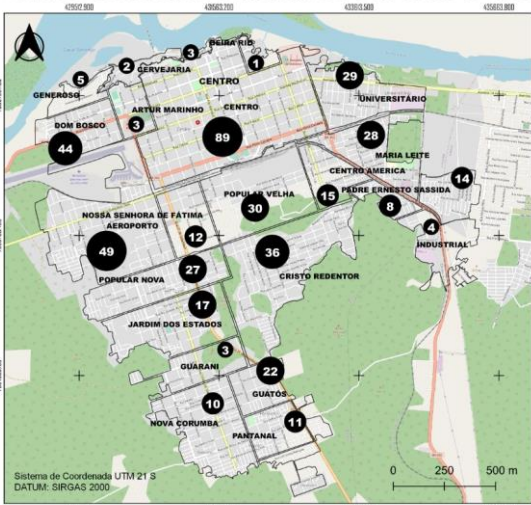 BEIRA RIO
3
2
1
CERVEJARIA
5
CENTRO
29
GENEROSO
UNIVERSITÁRIO
ARTUR MARINHO
CENTRO
DOM BOSCO
3
89
28
44
MARIA LEITE
CENTRO AMERICA
14
PADRE ERNESTO SASSIDA
POPULAR VELHA
15
8
30
NOSSA SENHORA DE FÁTIMA
AEROPORTO
4
12
INDUSTRIAL
49
36
27
CRISTO REDENTOR
POPULAR NOVA
17
JARDIM DOS ESTADOS
3
GUARANI
22
GUATÓS
10
11
NOVA CORUMBA
PANTANAL
Sistema de Coordenada UTM 21 S
DATUM: SIRGAS 2000
0 250 500 m